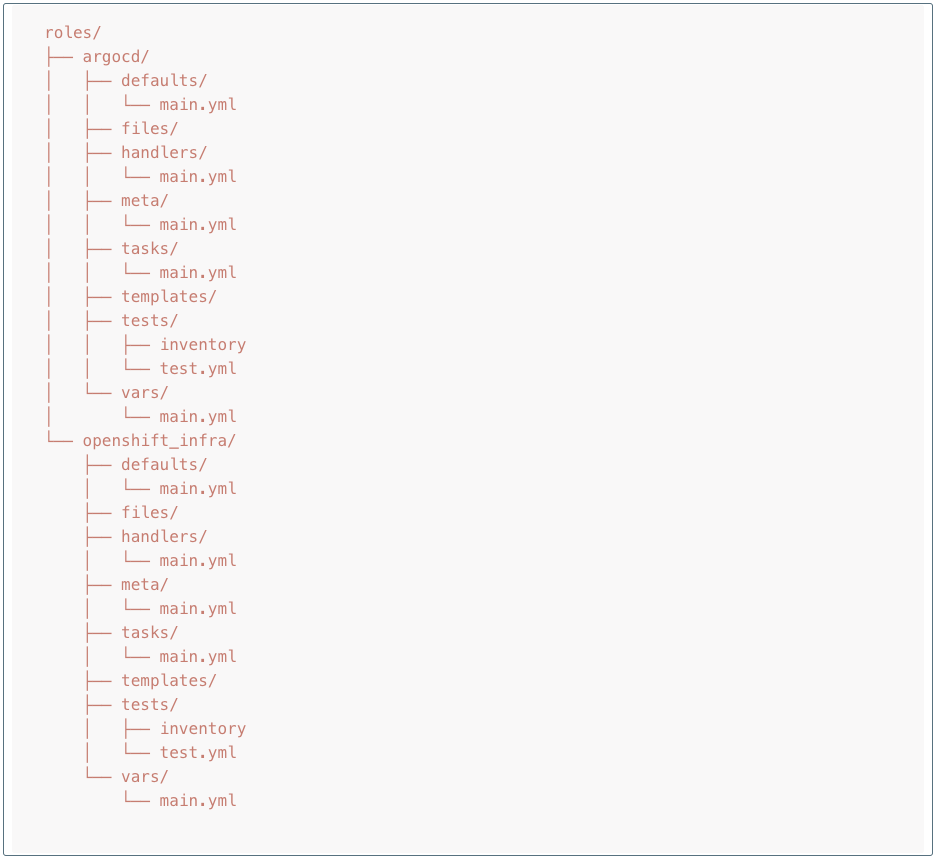 roles/
├── argocd/
│   ├── defaults/
│   │   └── main.yml
│   ├── files/
│   ├── handlers/
│   │   └── main.yml
│   ├── meta/
│   │   └── main.yml
│   ├── tasks/
│   │   └── main.yml
│   ├── templates/
│   ├── tests/
│   │   ├── inventory
│   │   └── test.yml
│   └── vars/
│       └── main.yml
└── openshift_infra/
    ├── defaults/
    │   └── main.yml
    ├── files/
    ├── handlers/
    │   └── main.yml
    ├── meta/
    │   └── main.yml
    ├── tasks/
    │   └── main.yml
    ├── templates/
    ├── tests/
    │   ├── inventory
    │   └── test.yml
    └── vars/
        └── main.yml